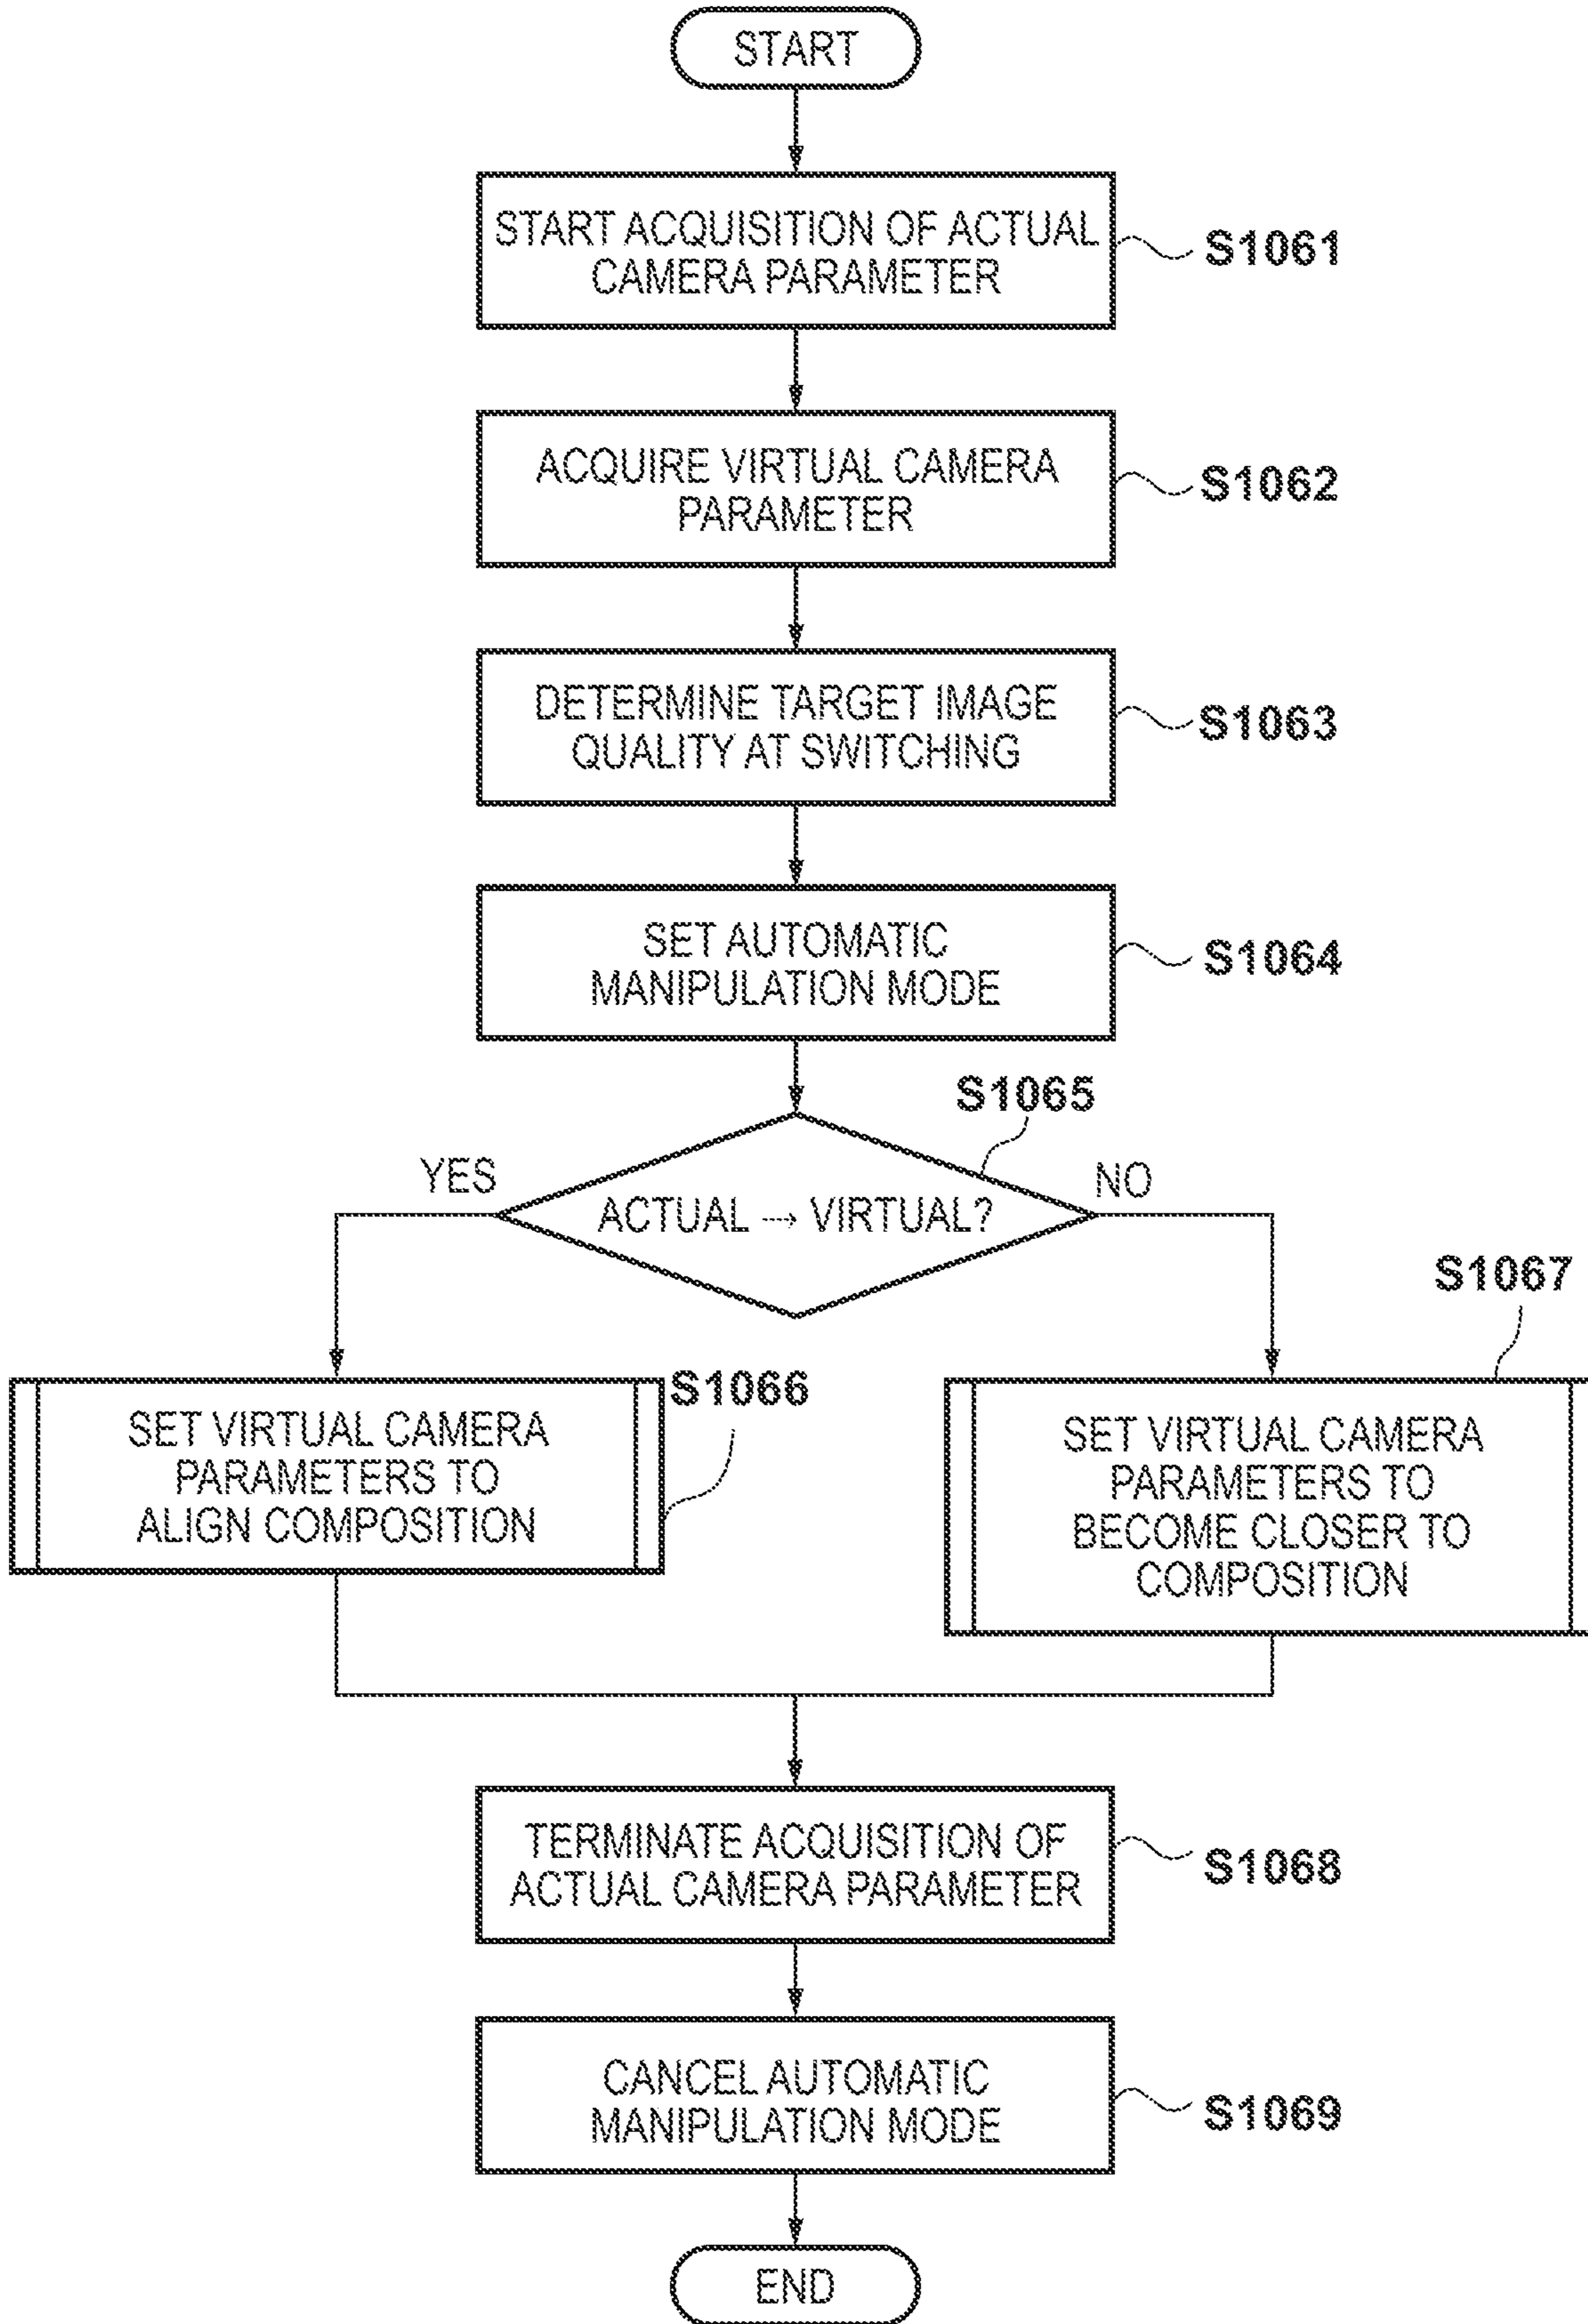 START
START ACQUISITION OF ACTUAL
CAMERA PARAMETER
S1061
ACQUIRE VIRTUAL CAMERA
PARAMETER
S1062
DETERMINE TARGET IMAGE
QUALITY AT SWITCHING
S1063
SET AUTOMATIC
MANIPULATION MODE
S1064
S1065
YES
ACTUAL → VIRTUAL?
NO
S1066
SET VIRTUAL CAMERA
PARAMETERS TO
ALIGN COMPOSITION
S1067
SET VIRTUAL CAMERA
PARAMETERS TO
BECOME CLOSER TO
COMPOSITION
TERMINATE ACQUISITION OF
ACTUAL CAMERA PARAMETER
S1068
CANCEL AUTOMATIC
MANIPULATION MODE
S1069
END